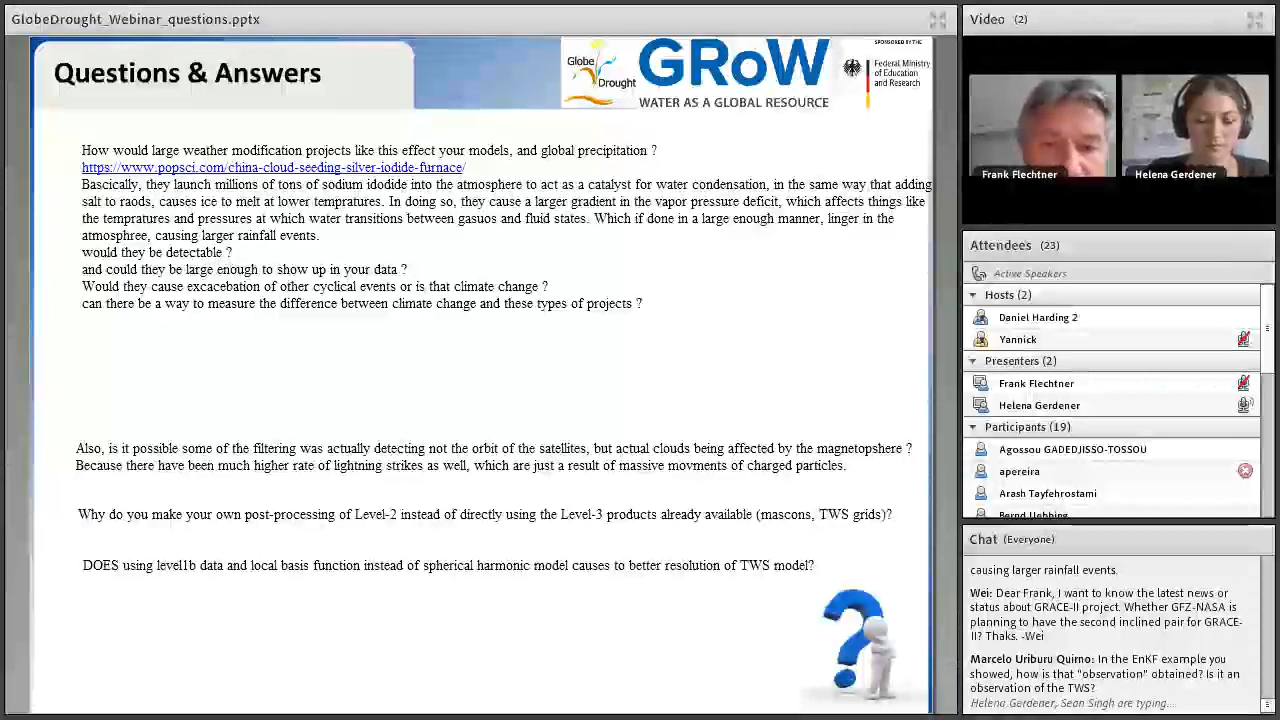 GlobeDrought_Webinar_questions.pptx
Questions & Answers
Globe
Drought
GRoW
WATER AS A GLOBAL RESOURCE
SPONSORED BY THE
Federal Ministry
of Education
and Research
How would large weather modification projects like this effect your models, and global precipitation ?
https://www.popsci.com/china-cloud-seeding-silver-iodide-furnace/
Bascically, they launch millions of tons of sodium idodide into the atmosphere to act as a catalyst for water condensation, in the same way that adding
salt to raods, causes ice to melt at lower tempratures. In doing so, they cause a larger gradient in the vapor pressure deficit, which affects things like
the tempratures and pressures at which water transitions between gasuos and fluid states. Which if done in a large enough manner, linger in the
atmosphree, causing larger rainfall events.
would they be detectable ?
and could they be large enough to show up in your data ?
Would they cause exacebation of other cyclical events or is that climate change ?
can there be a way to measure the difference between climate change and these types of projects ?
Also, is it possible some of the filtering was actually detecting not the orbit of the satellites, but actual clouds being affected by the magnetopshere ?
Because there have been much higher rate of lightning strikes as well, which are just a result of massive movments of charged particles.
Why do you make your own post-processing of Level-2 instead of directly using the Level-3 products already available (mascons, TWS grids)?
DOES using level1b data and local basis function instead of spherical harmonic model causes to better resolution of TWS model?
Video (2)
Frank Flechtner
Helena Gerdener
Attendees (23)
Active Speakers
Hosts (2)
Daniel Harding 2
Yannick
Presenters (2)
Frank Flechtner
Helena Gerdener
Participants (19)
Agossou GADEDJISSO-TOSSOU
apereira
Arash Tayfehrostami
Bernd Uebbing
Chat (Everyone)
causing larger rainfall events.
Wei: Dear Frank, I want to know the latest news or
status about GRACE-II project. Whether GFZ-NASA is
planning to have the second inclined pair for GRACE-
II? Thaks. -Wei
Marcelo Uriburu Quirno: In the EnKF example you
showed, how is that "observation" obtained? Is it an
observation of the TWS?
Helena Gerdener, Sean Singh are typing...